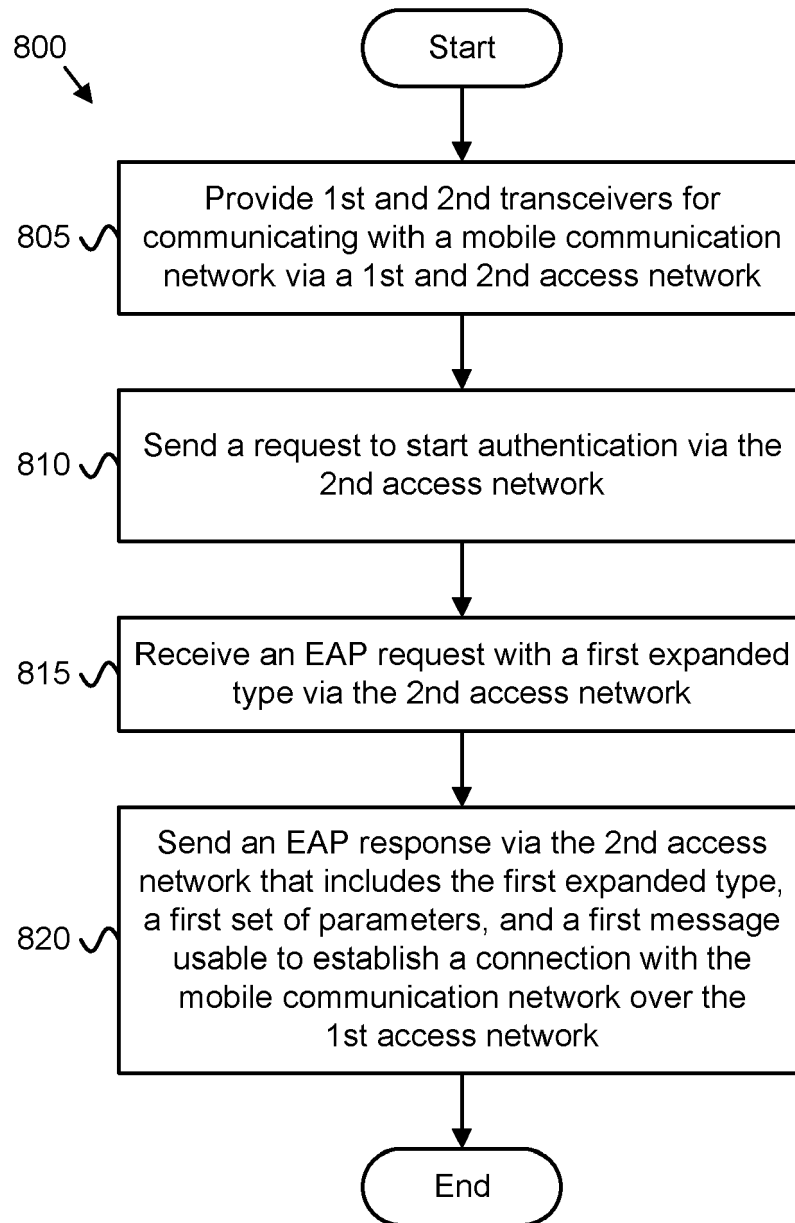 800
Start
805
Provide 1st and 2nd transceivers for
communicating with a mobile communication
network via a 1st and 2nd access network
810
Send a request to start authentication via the
2nd access network
815
Receive an EAP request with a first expanded
type via the 2nd access network
820
Send an EAP response via the 2nd access
network that includes the first expanded type,
a first set of parameters, and a first message
usable to establish a connection with the
mobile communication network over the
1st access network
End